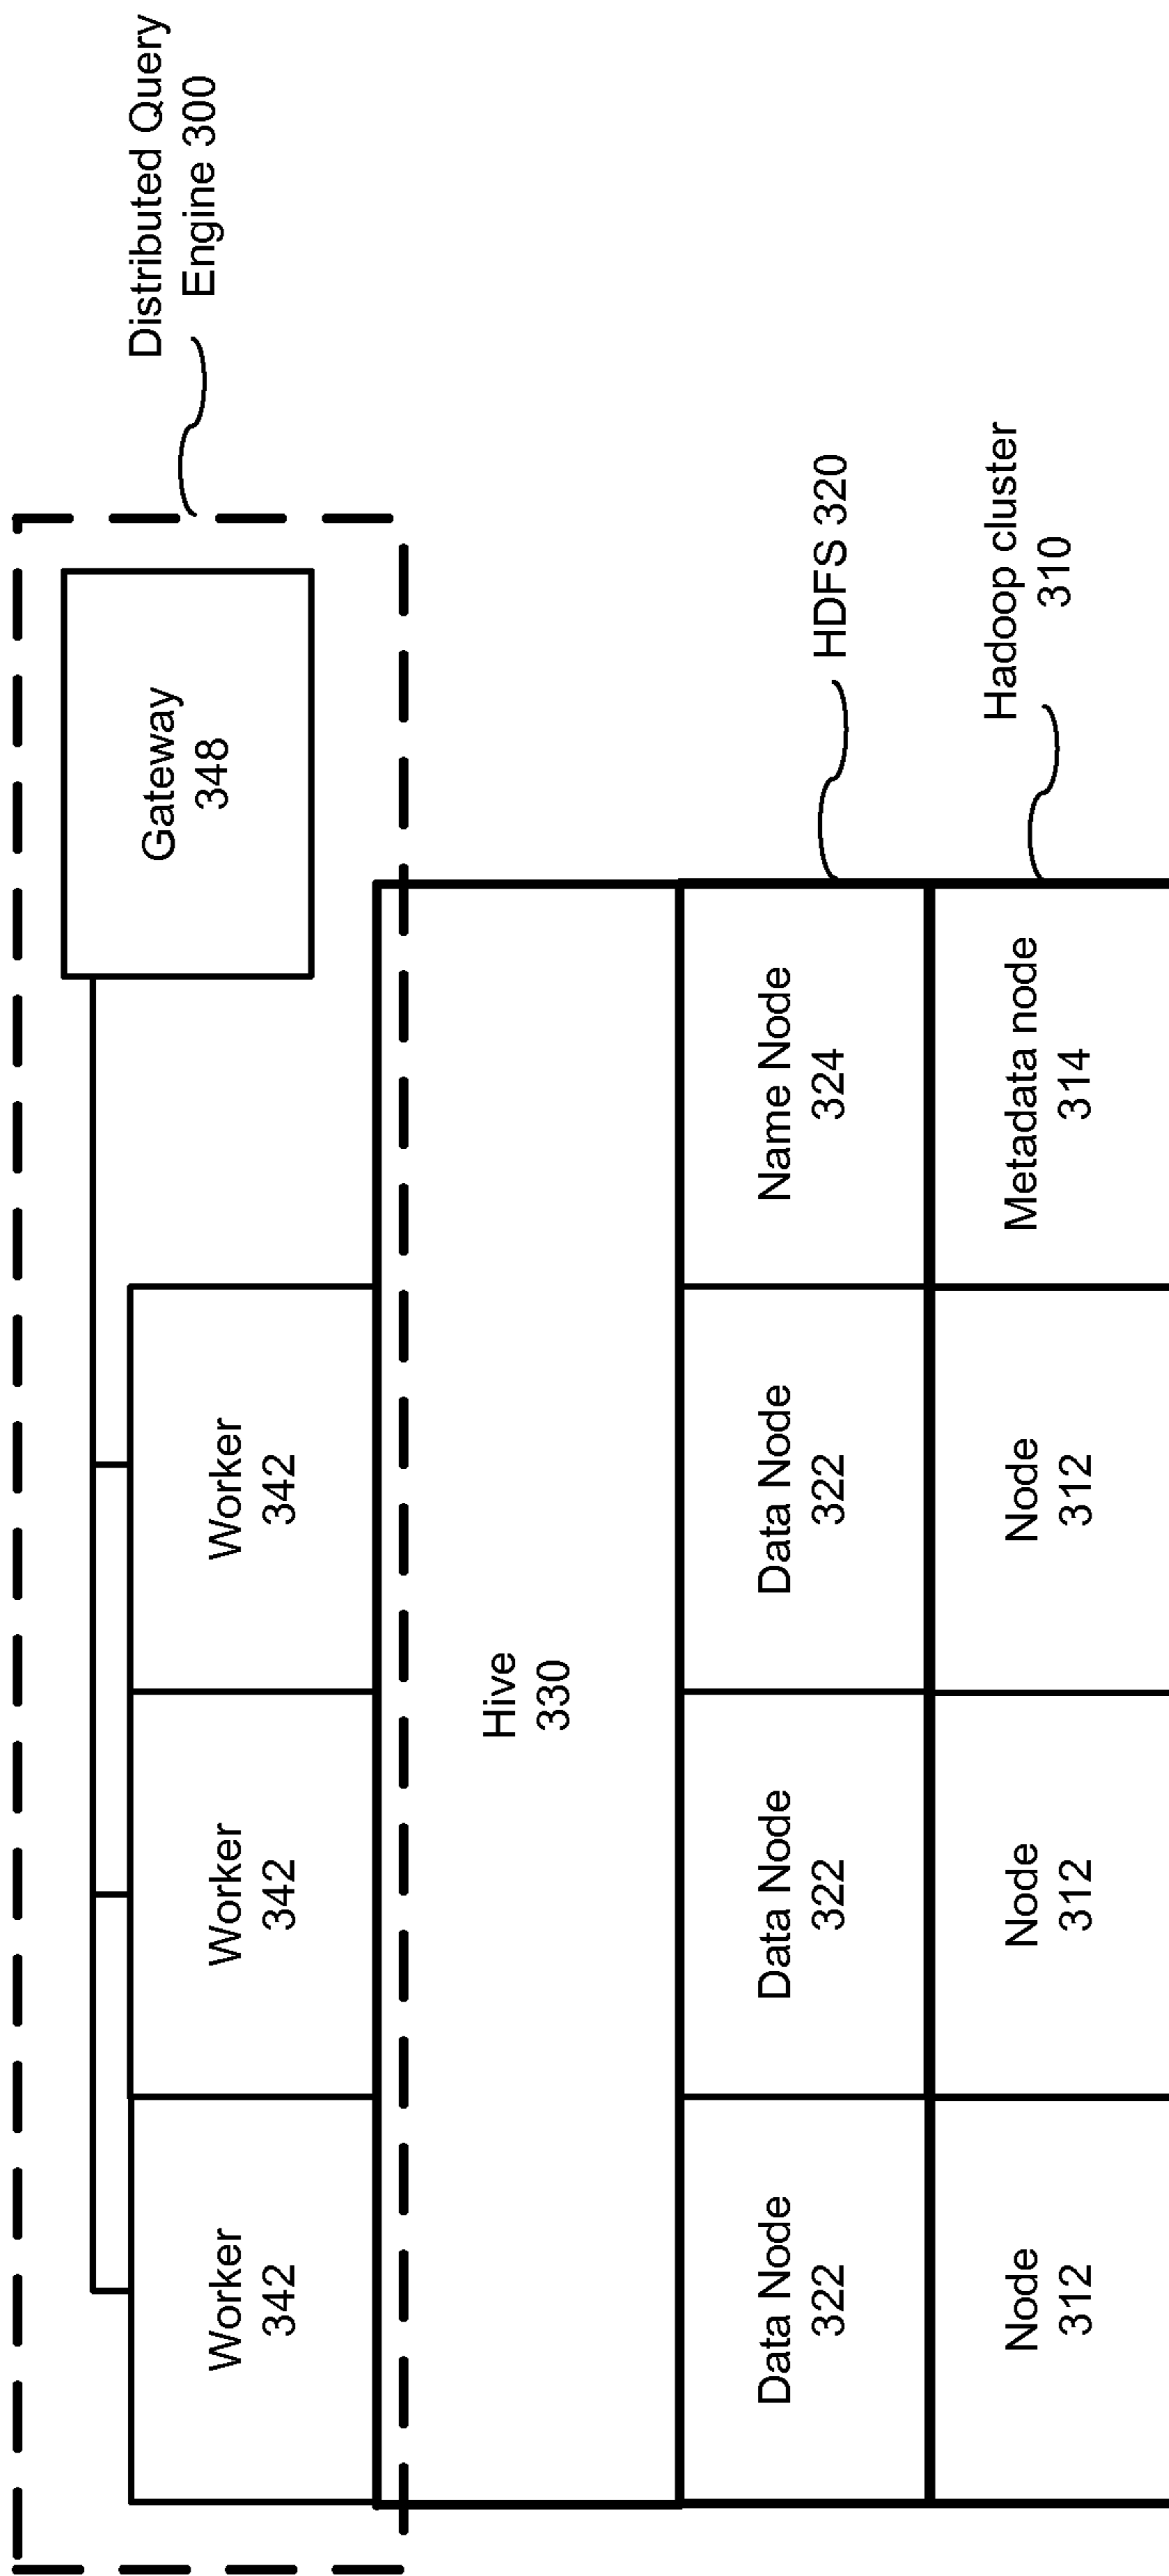 Distributed Query
Engine 300
Gateway
348
Worker
342
Worker
342
Worker
342
Hive
330
HDFS 320
Data Node
322
Data Node
322
Data Node
322
Name Node
324
Hadoop cluster
310
Node
312
Node
312
Node
312
Metadata node
314